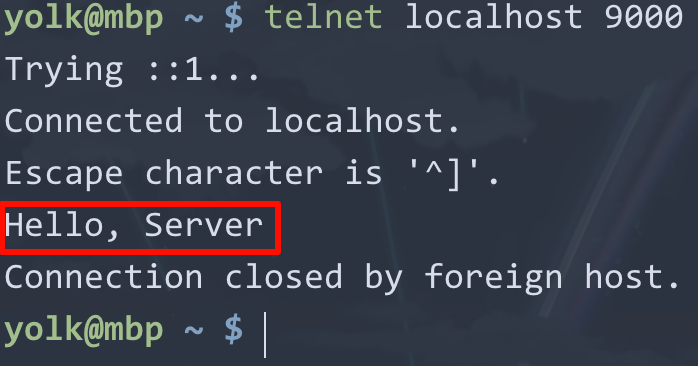 yolk@mbp ~ $ telnet localhost 9000
Trying ::1...
Connected to localhost.
Escape character is '^]'.
Hello, Server
Connection closed by foreign host.
yolk@mbp ~ $